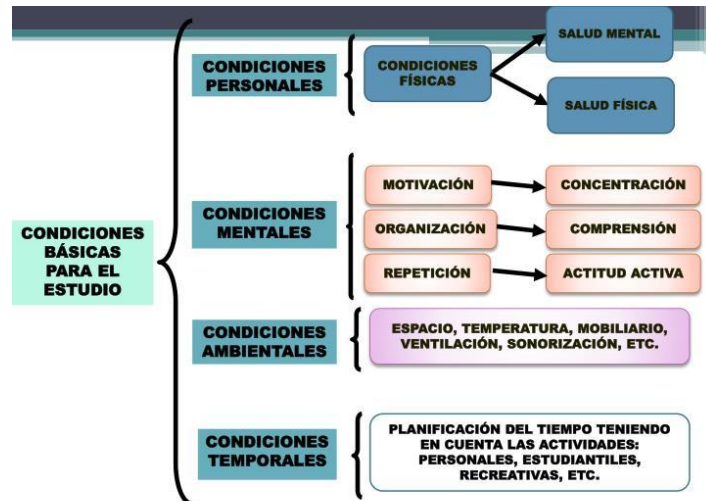 CONDICIONES
BÁSICAS
PARA EL
ESTUDIO
CONDICIONES
PERSONALES
CONDICIONES
FÍSICAS
SALUD MENTAL
SALUD FÍSICA
CONDICIONES
MENTALES
MOTIVACIÓN
CONCENTRACIÓN
ORGANIZACIÓN
COMPRENSIÓN
REPETICIÓN
ACTITUD ACTIVA
CONDICIONES
AMBIENTALES
ESPACIO, TEMPERATURA, MOBILIARIO,
VENTILACIÓN, SONORIZACIÓN, ETC.
CONDICIONES
TEMPORALES
PLANIFICACIÓN DEL TIEMPO TENIENDO
EN CUENTA LAS ACTIVIDADES:
PERSONALES, ESTUDIANTILES,
RECREATIVAS, ETC.